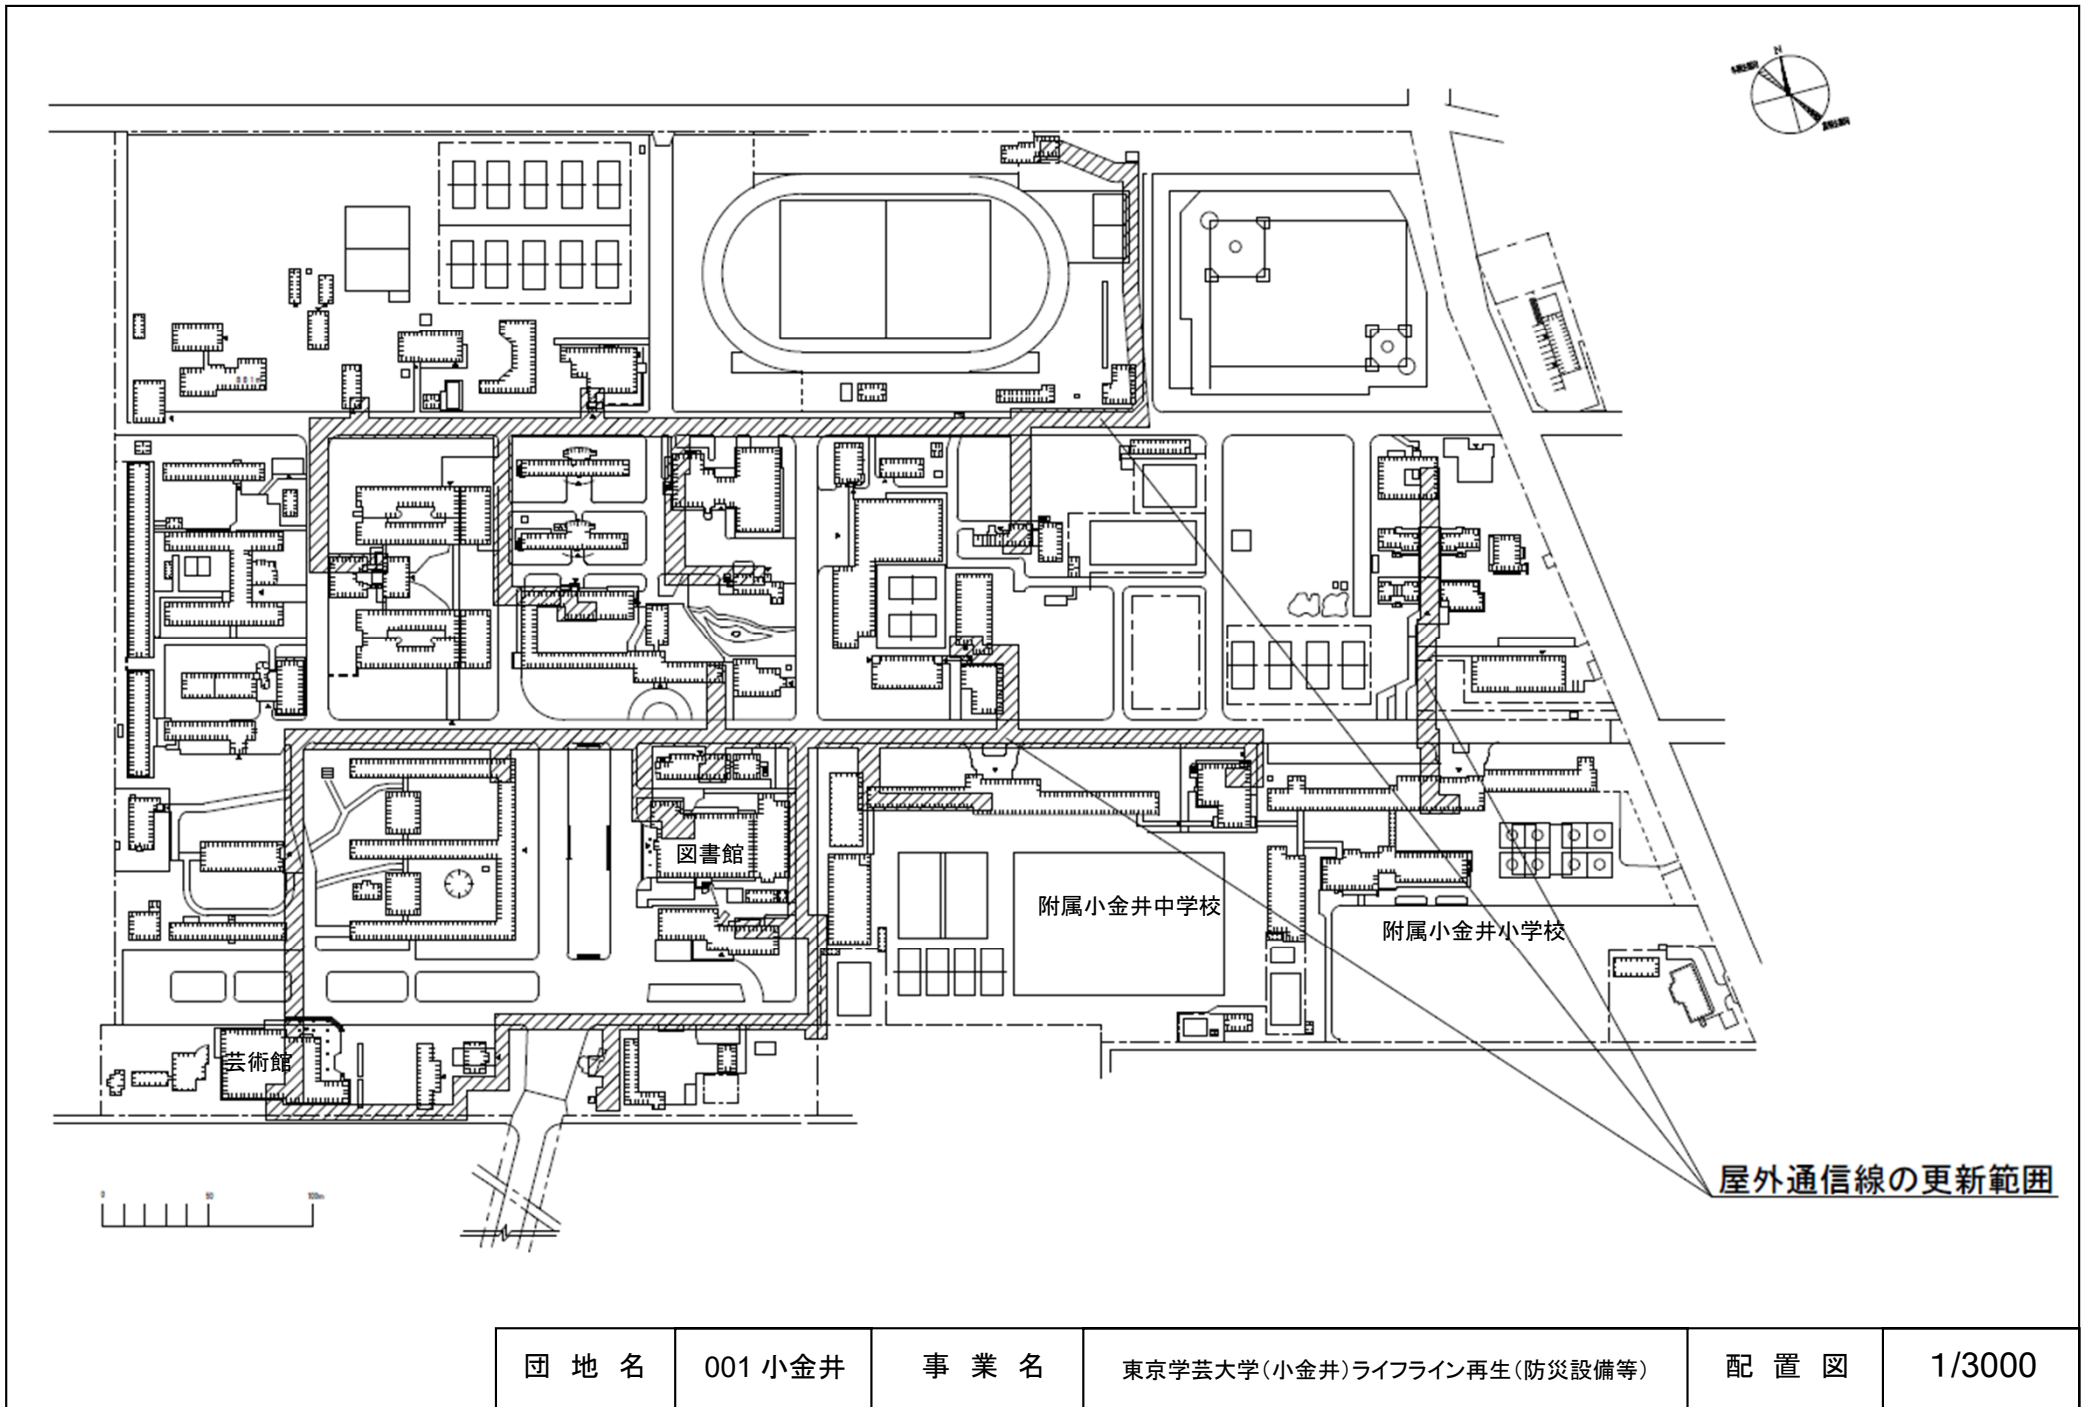 N
図書館
附属小金井中学校
附属小金井小学校
芸術館
屋外通信線の更新範囲
0 50 100m
団地名 001 小金井 事業名 東京学芸大学(小金井)ライフライン再生(防災設備等) 配置図 1/3000